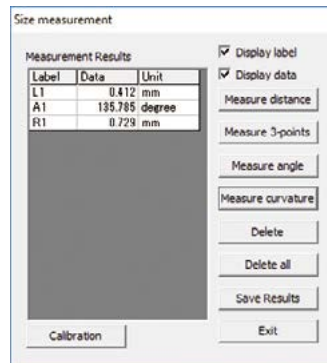 Size measurement
Measurement Results
Label Data Unit
L1 0.412 mm
A1 135.785 degree
R1 0.729 mm
Calibration
Display label
Display data
Measure distance
Measure 3-points
Measure angle
Measure curvature
Delete
Delete all
Save Results
Exit